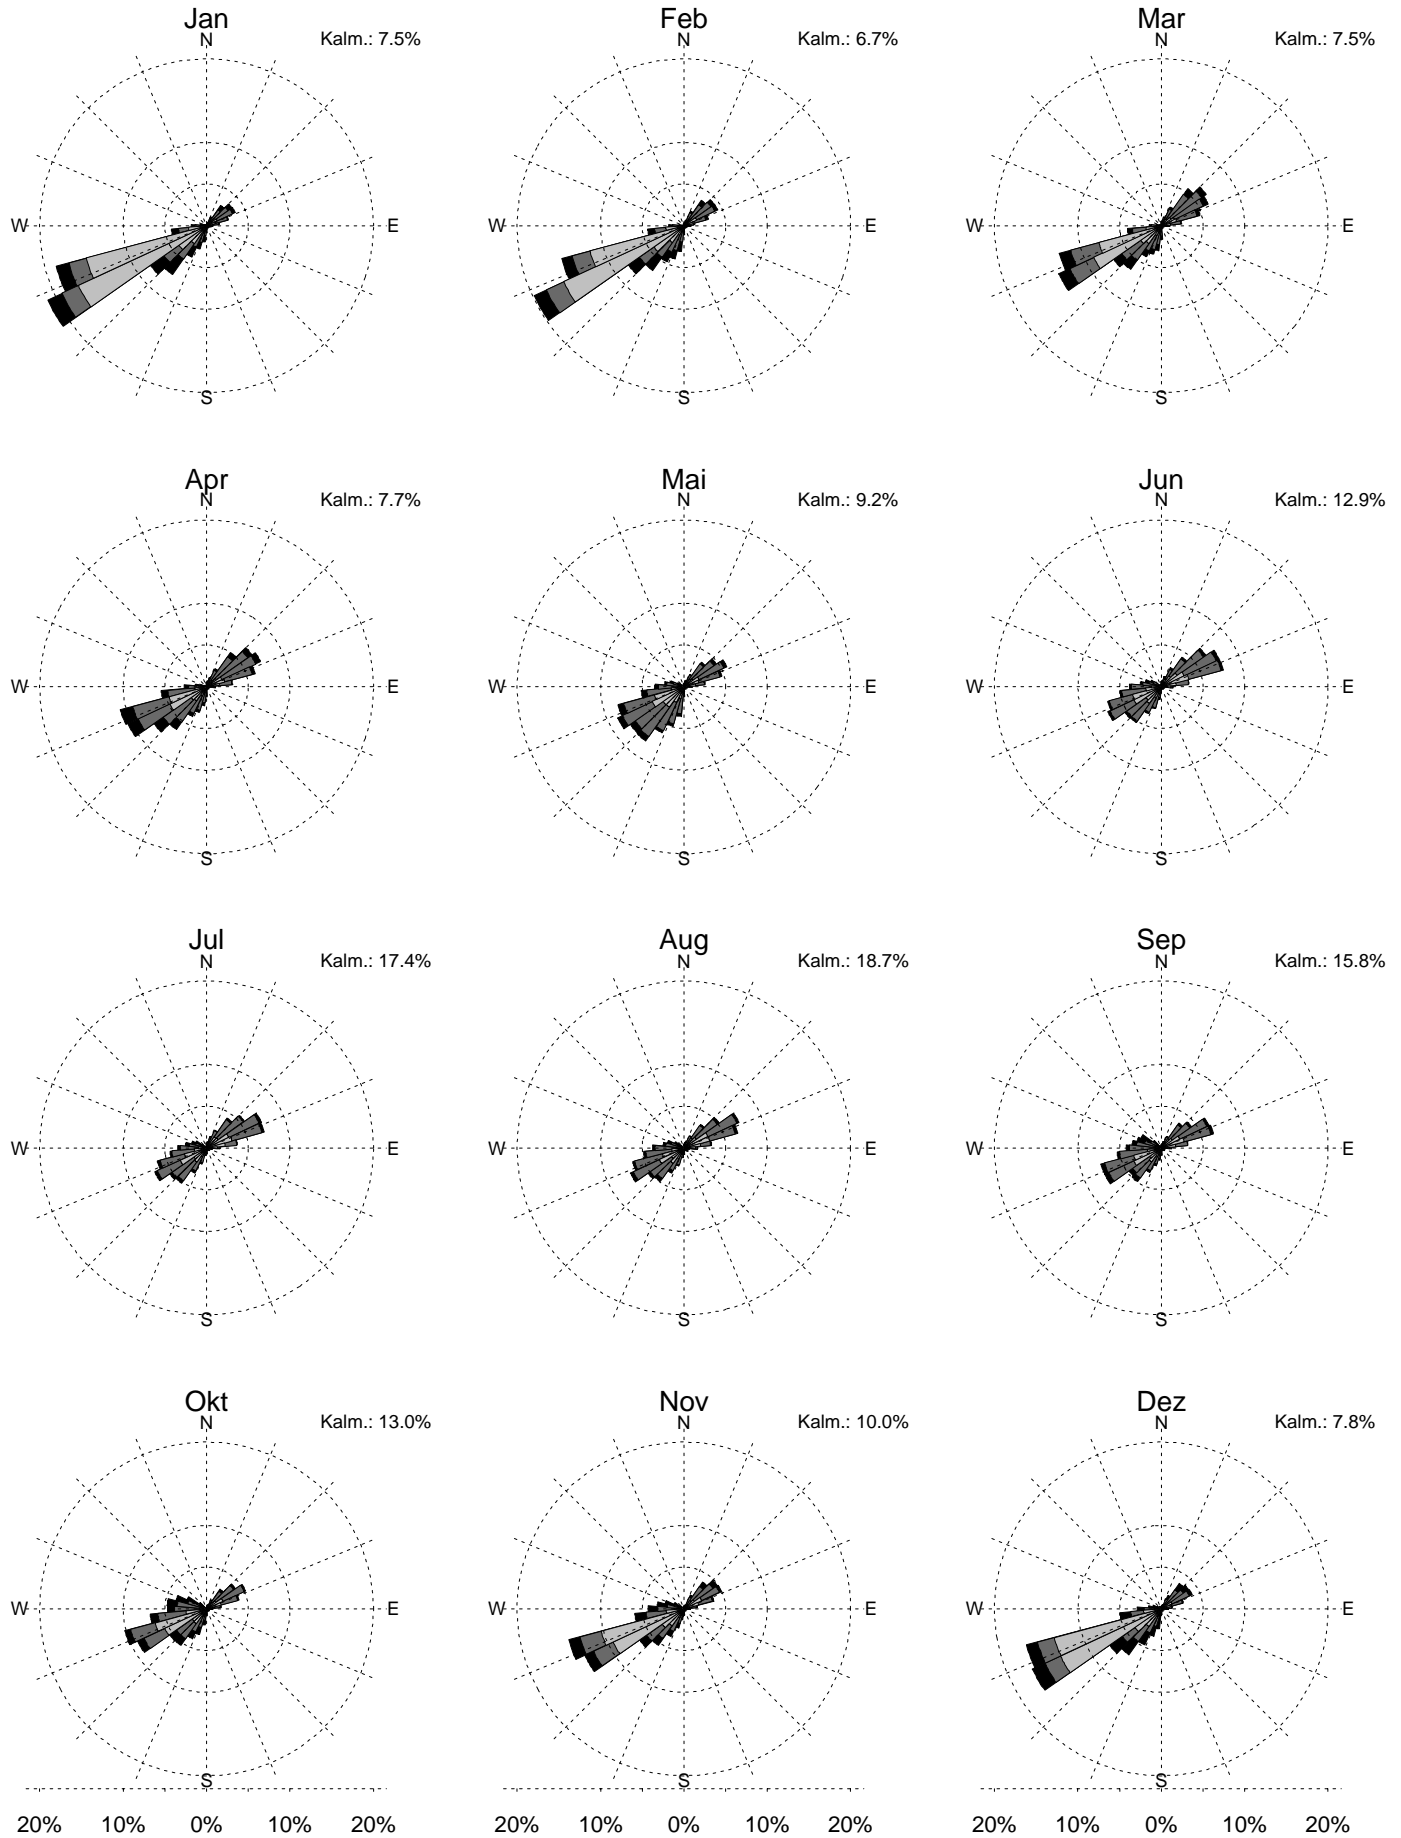 Jan Feb Mar
N Kalm.: 7.5% N Kalm.: 6.7% N Kalm.: 7.5%
W E W E W E
S S S
Apr Mai Jun
N Kalm.: 7.7% N Kalm.: 9.2% N Kalm.: 12.9%
W E W E W E
S S S
Jul Aug Sep
N Kalm.: 17.4% N Kalm.: 18.7% N Kalm.: 15.8%
W E W E W E
S S S
Okt Nov Dez
N Kalm.: 13.0% N Kalm.: 10.0% N Kalm.: 7.8%
W E W E W E
S S S
20% 10% 0% 10% 20% 20% 10% 0% 10% 20% 20% 10% 0% 10% 20%